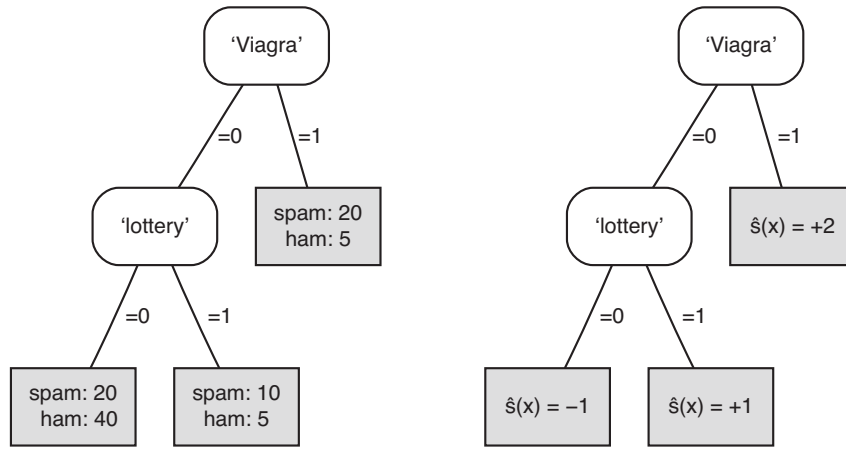 ‘Viagra’
=0
=1
‘lottery’
spam: 20
ham: 5
=0
=1
spam: 20
ham: 40
spam: 10
ham: 5
‘Viagra’
=0
=1
‘lottery’
ŝ(x) = +2
=0
=1
ŝ(x) = −1
ŝ(x) = +1